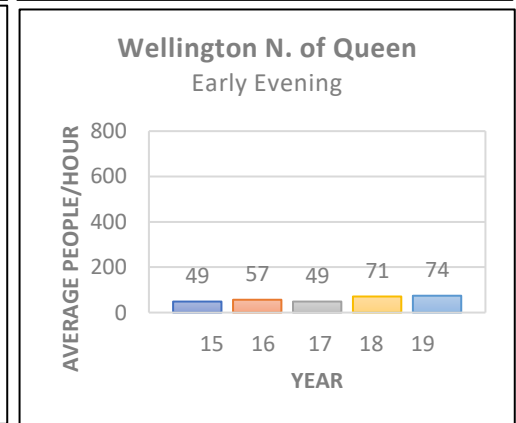 Wellington N. of Queen
Early Evening
AVERAGE PEOPLE/HOUR
800
600
400
200
0
49 57 49 71 74
15 16 17 18 19
YEAR